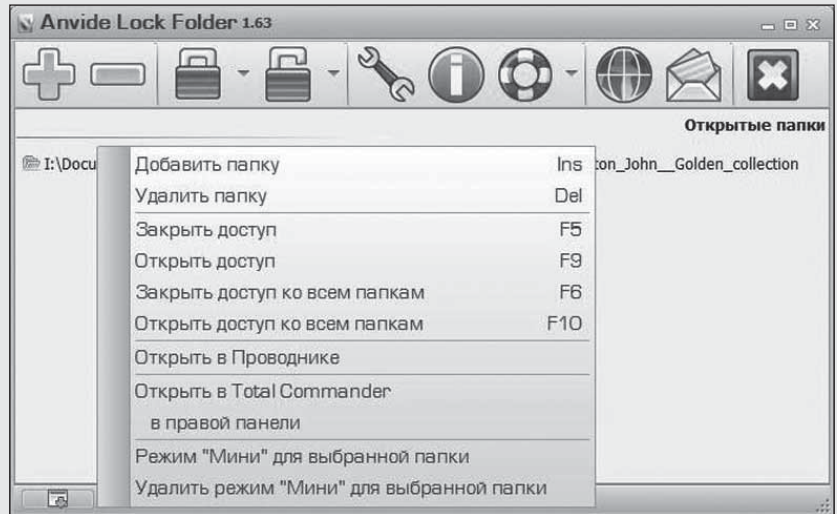 Anvide Lock Folder 1.63
Открытые папки
I:\Docu
ton_John__Golden_collection
Добавить папку Ins
Удалить папку Del
Закрыть доступ F5
Открыть доступ F9
Закрыть доступ ко всем папкам F6
Открыть доступ ко всем папкам F10
Открыть в Проводнике
Открыть в Total Commander
в правой панели
Режим "Мини" для выбранной папки
Удалить режим "Мини" для выбранной папки